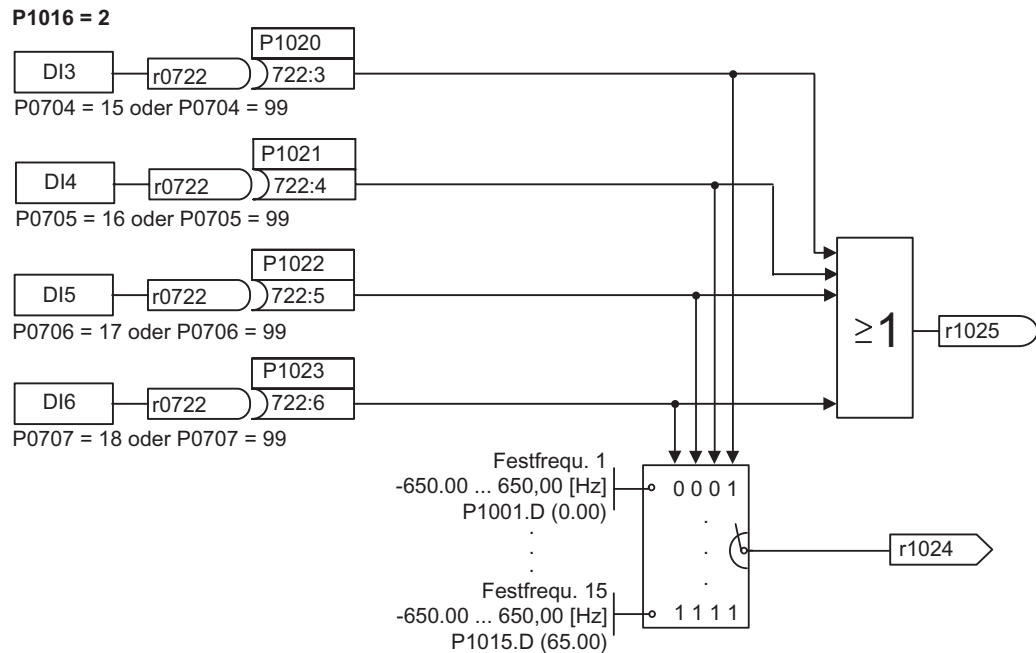 P1016 = 2
P1020
DI3
r0722
722:3
P0704 = 15 oder P0704 = 99
P1021
DI4
r0722
722:4
P0705 = 16 oder P0705 = 99
P1022
DI5
r0722
722:5
P0706 = 17 oder P0706 = 99
P1023
DI6
r0722
722:6
P0707 = 18 oder P0707 = 99
≥1
r1025
Festfrequ. 1
-650.00 ... 650,00 [Hz]
P1001.D (0.00)
0 0 0 1
.
.
.
.
.
.
r1024
Festfrequ. 15
-650.00 ... 650,00 [Hz]
P1015.D (65.00)
1 1 1 1